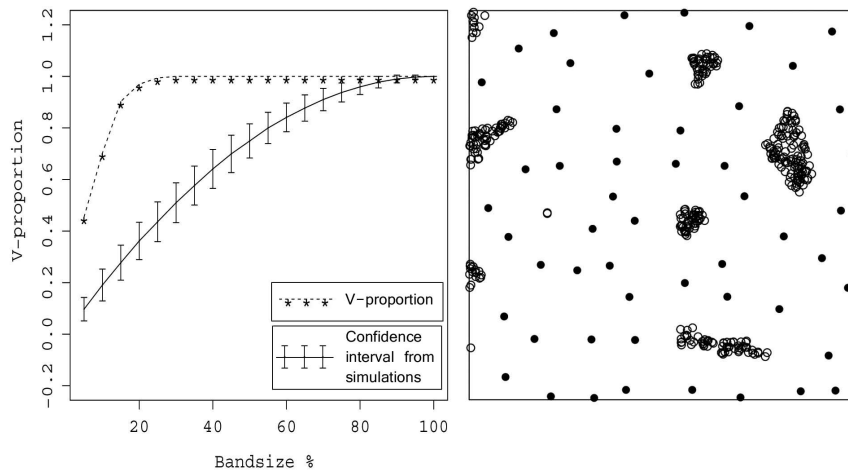 V-proportion
1.2
1.0
0.8
0.6
0.4
0.2
0.0
-0.2
V-proportion
Confidence
interval from
simulations
20 40 60 80 100
Bandsize %